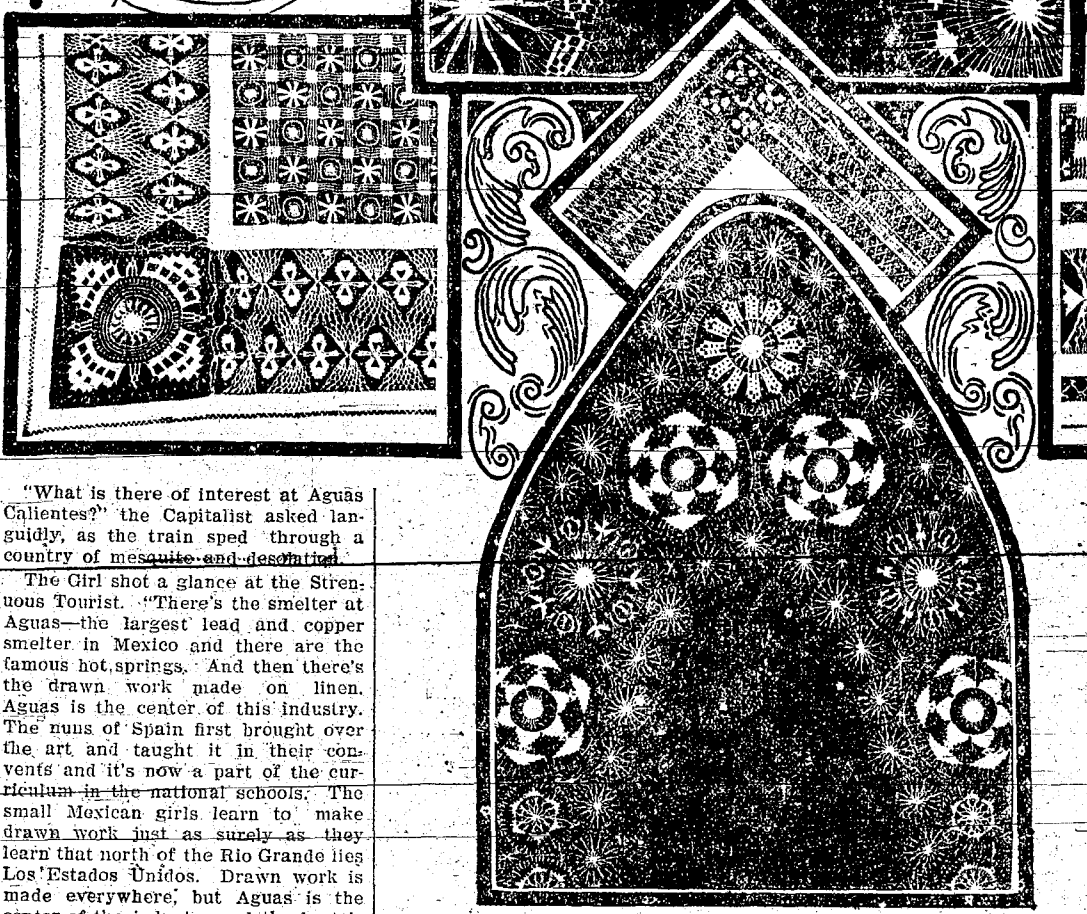 "What is there of interest at Aguas
Calientes?" the Capitalist asked lan-
guidly, as the train sped through a
country of mesquite and desolation.
The Girl shot a glance at the Stren-
uous Tourist. "There's the smelter at
Aguas—the largest lead and copper
smelter in Mexico and there are the
famous hot springs. And then there's
the drawn work made on linen.
Aguas is the center of this industry.
The nuns of Spain first brought over
the art and taught it in their con-
vents and it's now a part of the cur-
riculum in the national schools. The
small Mexican girls learn to make
drawn work just as surely as they
learn that north of the Rio Grande lies
Los Estados Unidos. Drawn work is
made everywhere, but Aguas is the